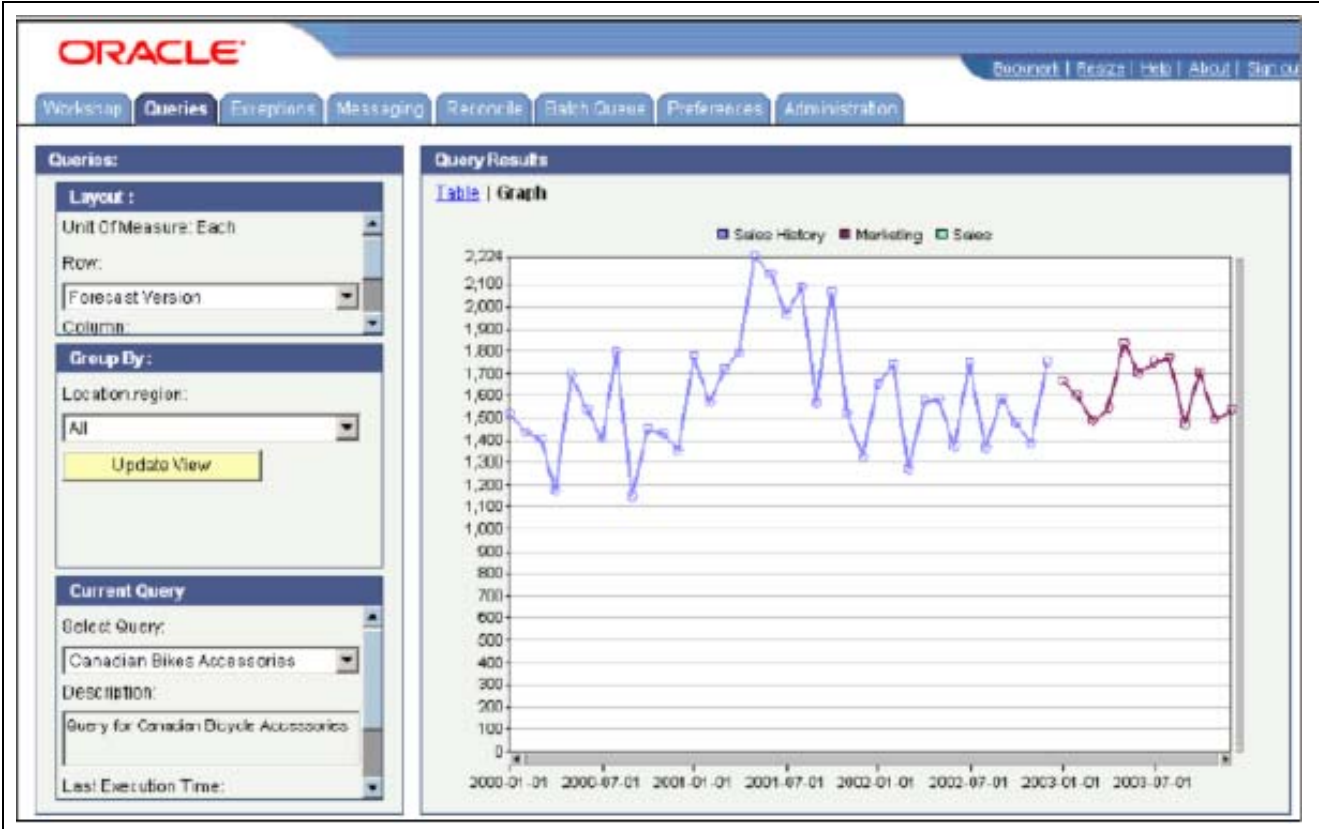 ORACLE
Bookmark | Resize | Help | About | Sign ou
Workshop Queries Exceptions Messaging Reconcile Batch Queue Preferences Administration
Queries:
Layout :
Unit Of Measure: Each
Row:
Forecast Version
Column:
Group By :
Location.region:
All
Update View
Current Query
Select Query:
Canadian Bikes Accessories
Description:
Query for Canadian Bicycle Accessories
Last Execution Time:
Query Results
Table | Graph
Sales History Marketing Sales
2,224
2,100
2,000
1,900
1,800
1,700
1,600
1,500
1,400
1,300
1,200
1,100
1,000
900
800
700
600
500
400
300
200
100
0
2000-01-01 2000-07-01 2001-01-01 2001-07-01 2002-01-01 2002-07-01 2003-01-01 2003-07-01